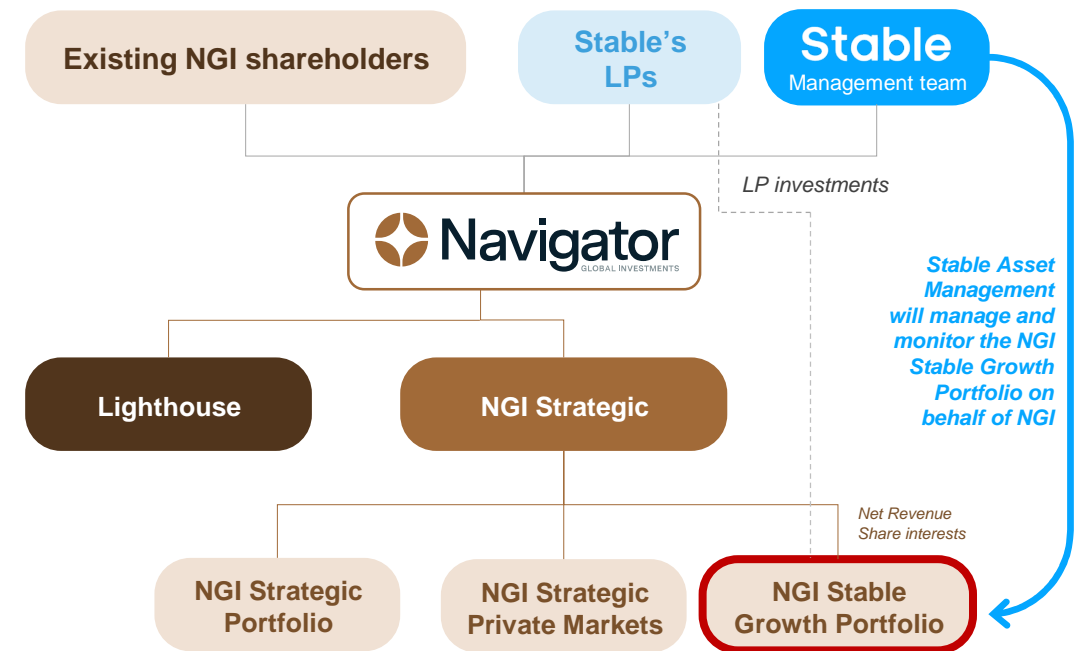 Existing NGI shareholders
Stable's
LPs
Stable
Management team
LP investments
Navigator
GLOBAL INVESTMENTS
Stable Asset
Management
will manage and
monitor the NGI
Stable Growth
Portfolio on
behalf of NGI
Lighthouse
NGI Strategic
Net Revenue
Share interests
NGI Strategic
Portfolio
NGI Strategic
Private Markets
NGI Stable
Growth Portfolio